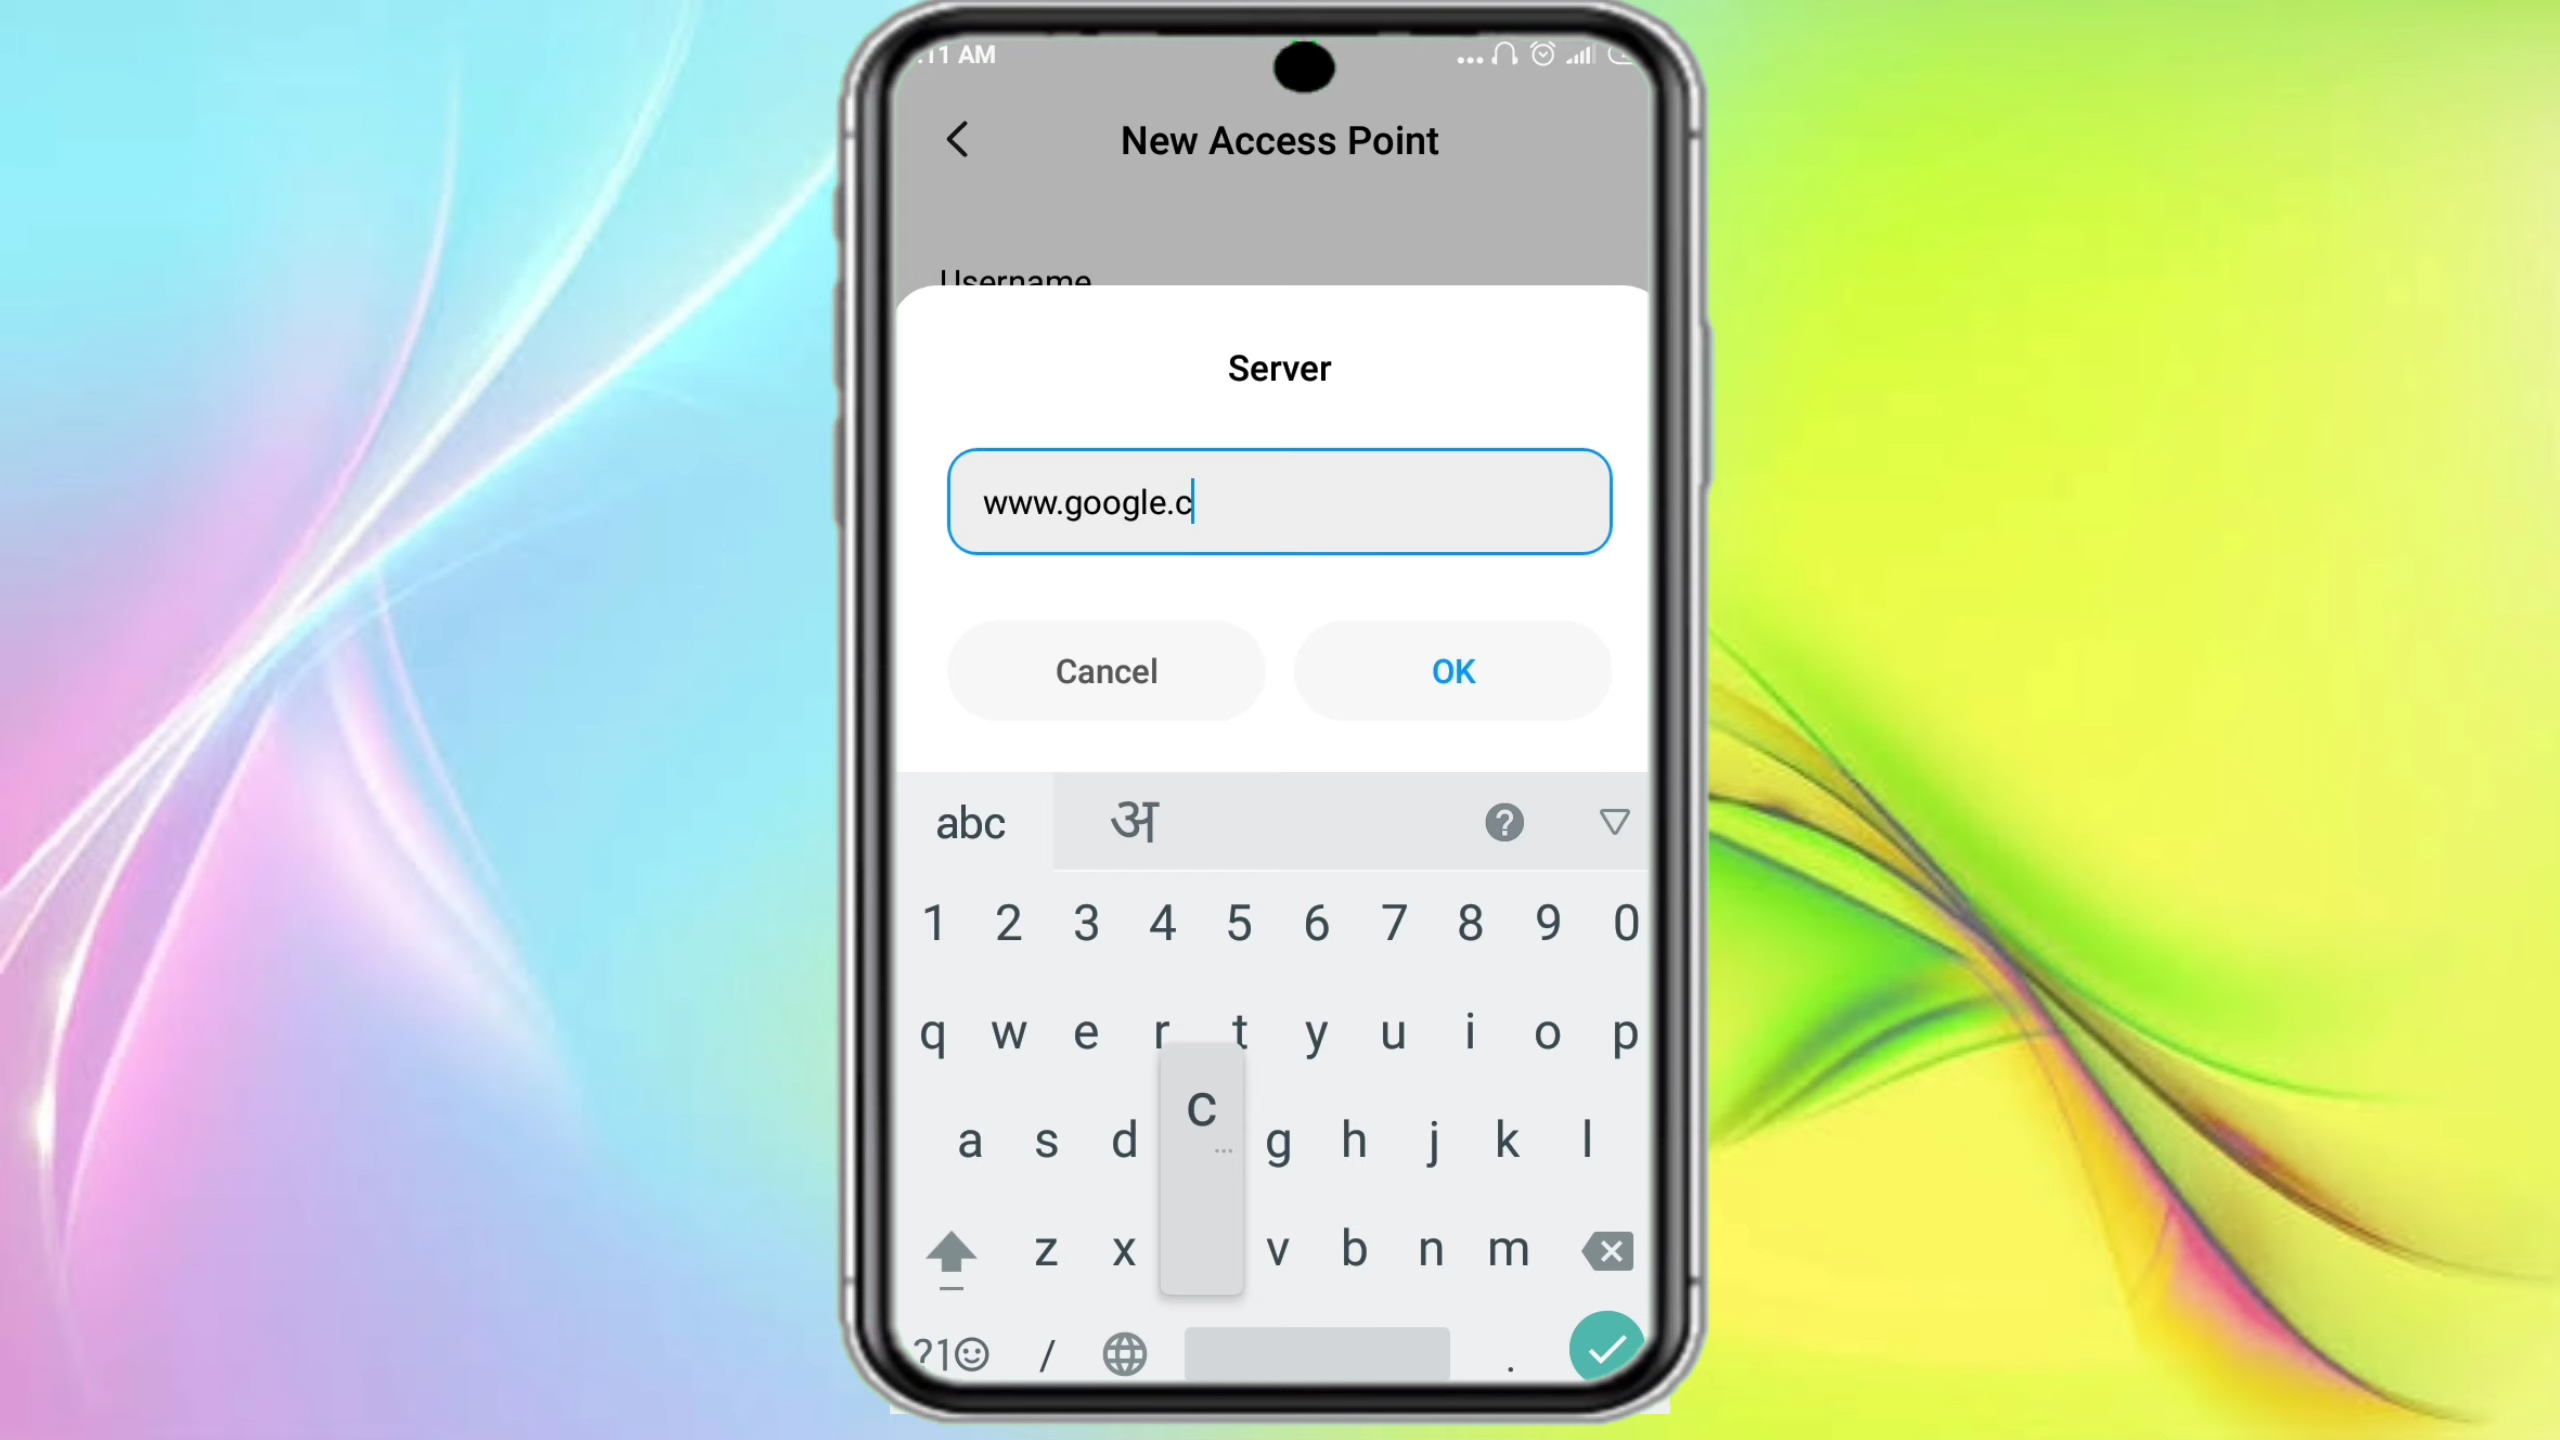 :11 AM
New Access Point
Username
Server
www.google.c
Cancel
OK
abc
अ
1 2 3 4 5 6 7 8 9 0
q w e r t y u i o p
c
a s d g h j k l
z x v b n m
?1 / .